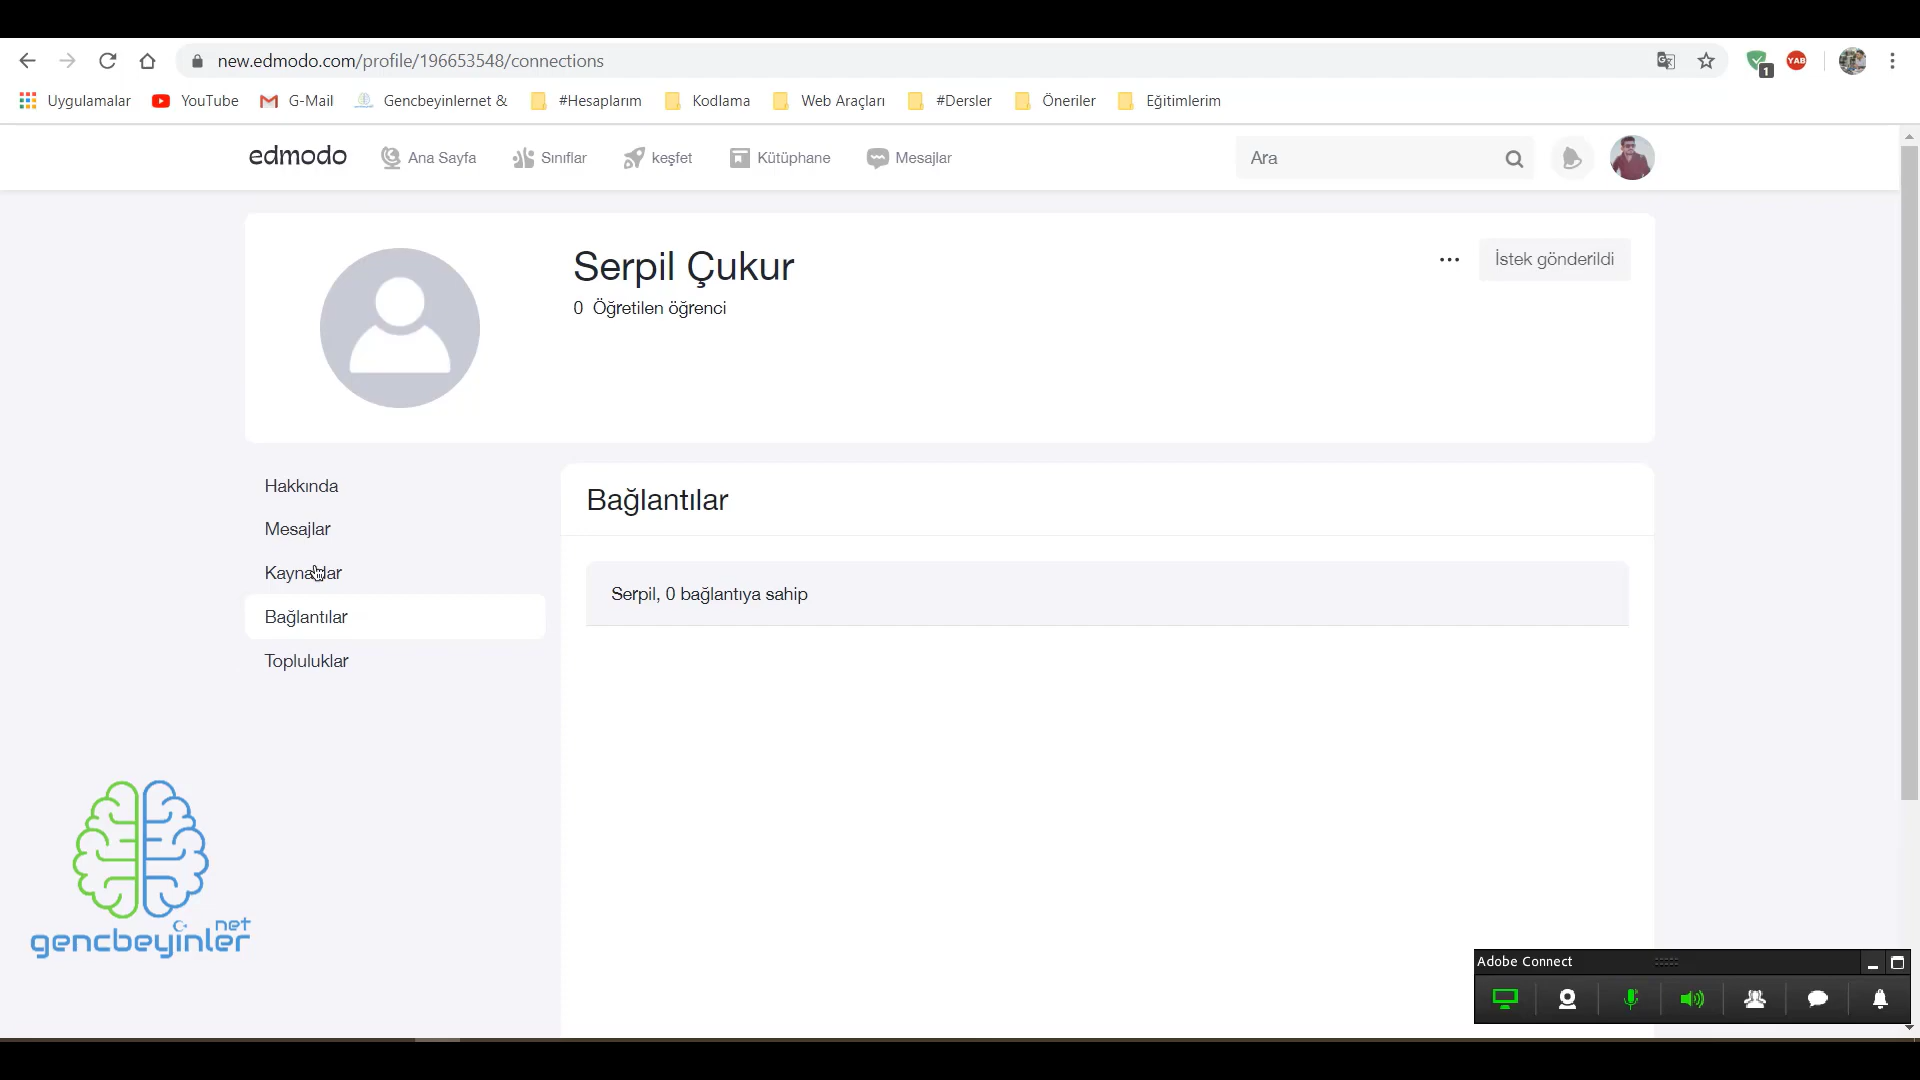 new.edmodo.com/profile/196653548/connections
1
YAB
Uygulamalar YouTube G-Mail Gencbeyinlernet & #Hesaplarım Kodlama Web Araçları #Dersler Öneriler Eğitimlerim
edmodo Ana Sayfa Sınıflar keşfet Kütüphane Mesajlar Ara
Serpil Çukur
İstek gönderildi
0 Öğretilen öğrenci
Hakkında
Mesajlar
Kaynaklar
Bağlantılar
Topluluklar
Bağlantılar
Serpil, 0 bağlantıya sahip
gencbeyinler net
Adobe Connect